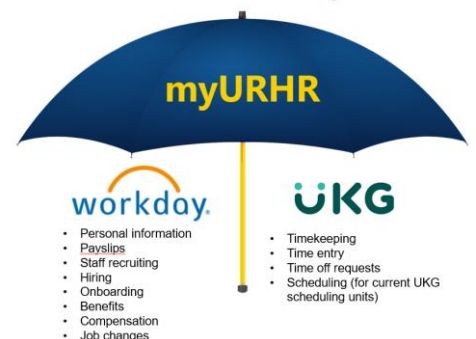 myURHR
workday.
• Personal information
• Payslips
• Staff recruiting
• Hiring
• Onboarding
• Benefits
• Compensation
• Job changes
UKG
• Timekeeping
• Time entry
• Time off requests
• Scheduling (for current UKG
scheduling units)